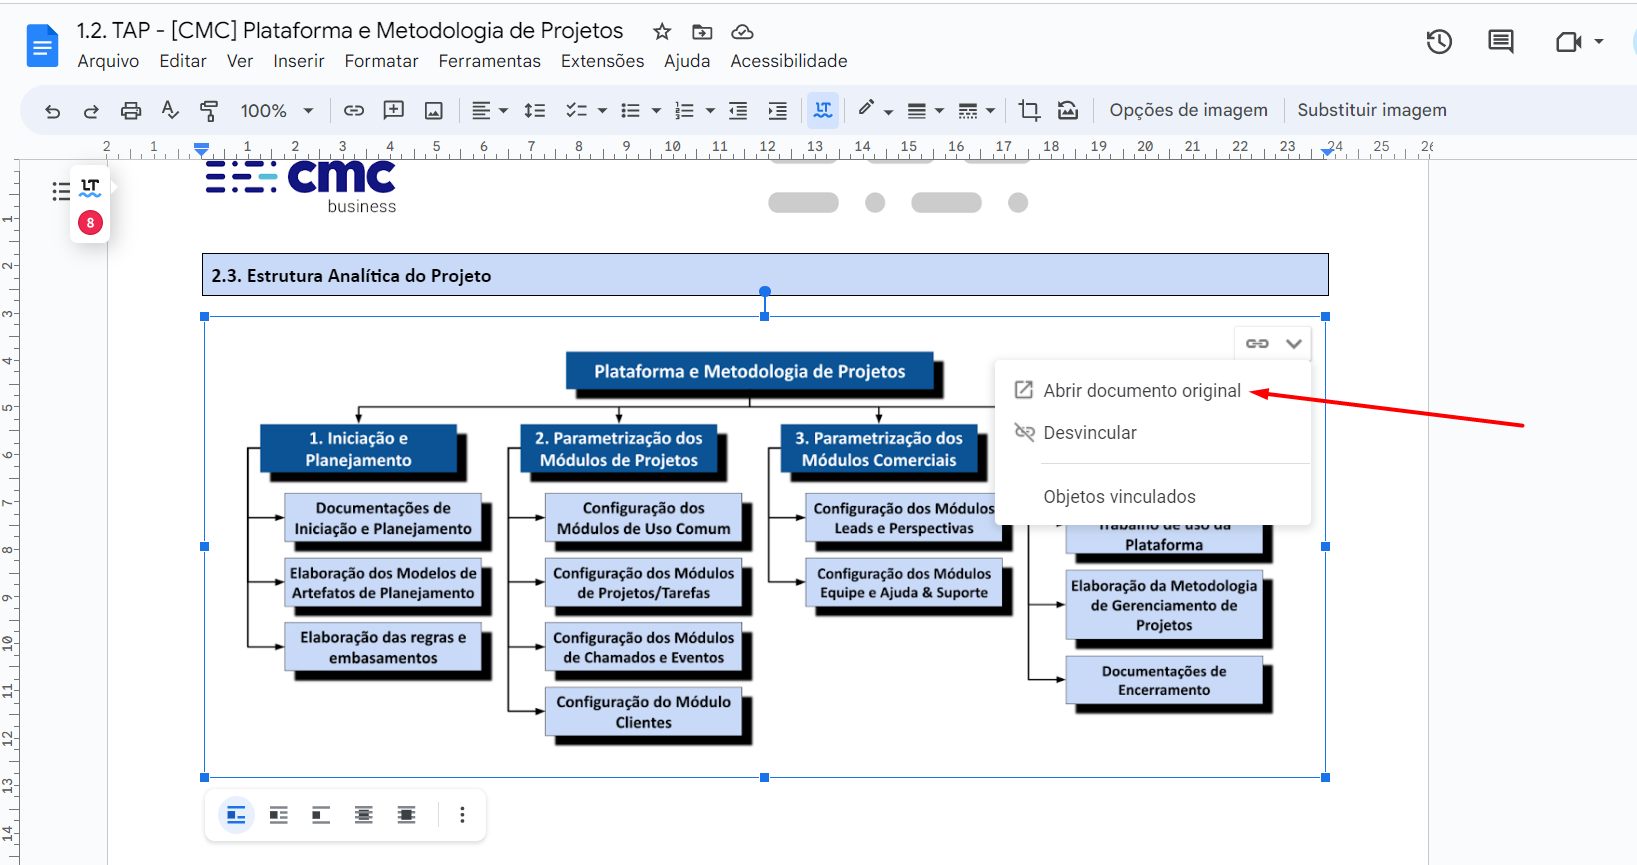 1.2. TAP - [CMC] Plataforma e Metodologia de Projetos
Arquivo Editar Ver Inserir Formatar Ferramentas Extensões Ajuda Acessibilidade
100% LT Opções de imagem Substituir imagem
2 1 1 2 3 4 5 6 7 8 9 10 11 12 13 14 15 16 17 18 19 20 21 22 23 24 25 26
LT
8
cmc
business
2.3. Estrutura Analítica do Projeto
Plataforma e Metodologia de Projetos
Abrir documento original
Desvincular
Objetos vinculados
1. Iniciação e
Planejamento
Documentações de
Iniciação e Planejamento
Elaboração dos Modelos de
Artefatos de Planejamento
Elaboração das regras e
embasamentos
2. Parametrização dos
Módulos de Projetos
Configuração dos
Módulos de Uso Comum
Configuração dos Módulos
de Projetos/Tarefas
Configuração dos Módulos
de Chamados e Eventos
Configuração do Módulo
Clientes
3. Parametrização dos
Módulos Comerciais
Configuração dos Módulos
Leads e Perspectivas
Configuração dos Módulos
Equipe e Ajuda & Suporte
Trabalho de uso da
Plataforma
Elaboração da Metodologia
de Gerenciamento de
Projetos
Documentações de
Encerramento
1
2
3
4
5
6
7
8
9
10
11
12
13
14